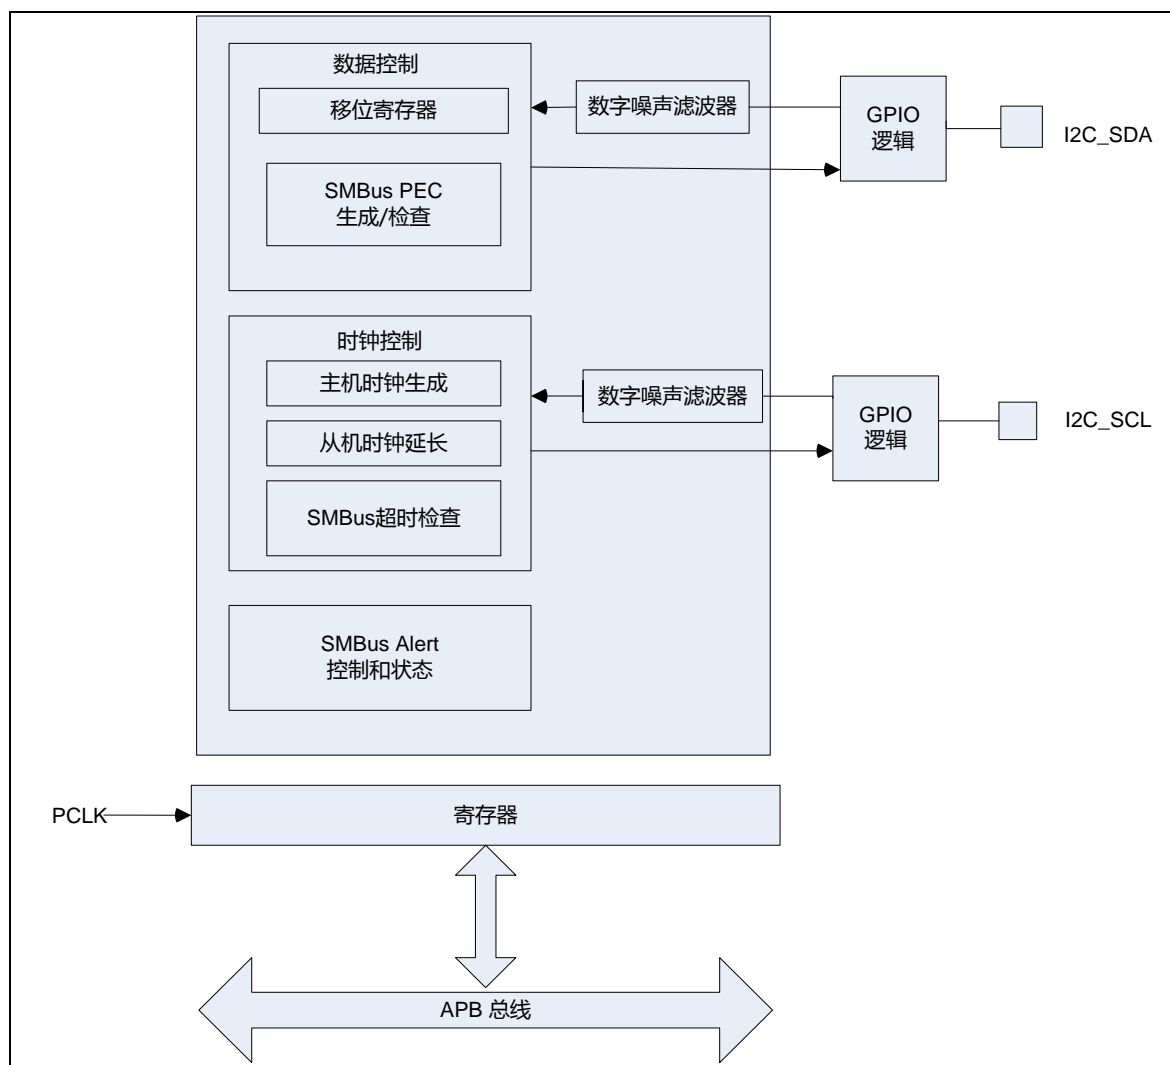 数据控制
移位寄存器
数字噪声滤波器
GPIO
逻辑
I2C_SDA
SMBus PEC
生成/检查
时钟控制
主机时钟生成
数字噪声滤波器
GPIO
逻辑
I2C_SCL
从机时钟延长
SMBus超时检查
SMBus Alert
控制和状态
PCLK
寄存器
APB 总线